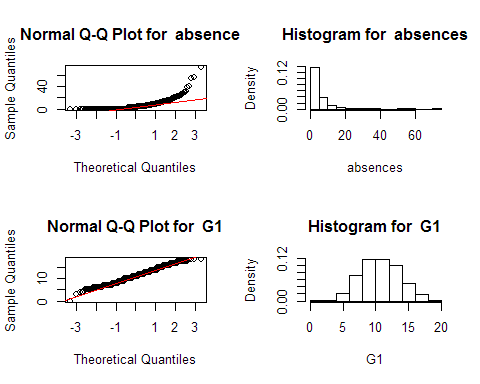 Normal Q-Q Plot for absence
Sample Quantiles
0 40
-3 -1 1 2 3
Theoretical Quantiles
Histogram for absences
Density
0.00 0.12
0 20 40 60
absences
Normal Q-Q Plot for G1
Sample Quantiles
0 10
-3 -1 1 2 3
Theoretical Quantiles
Histogram for G1
Density
0.00 0.12
0 5 10 15 20
G1